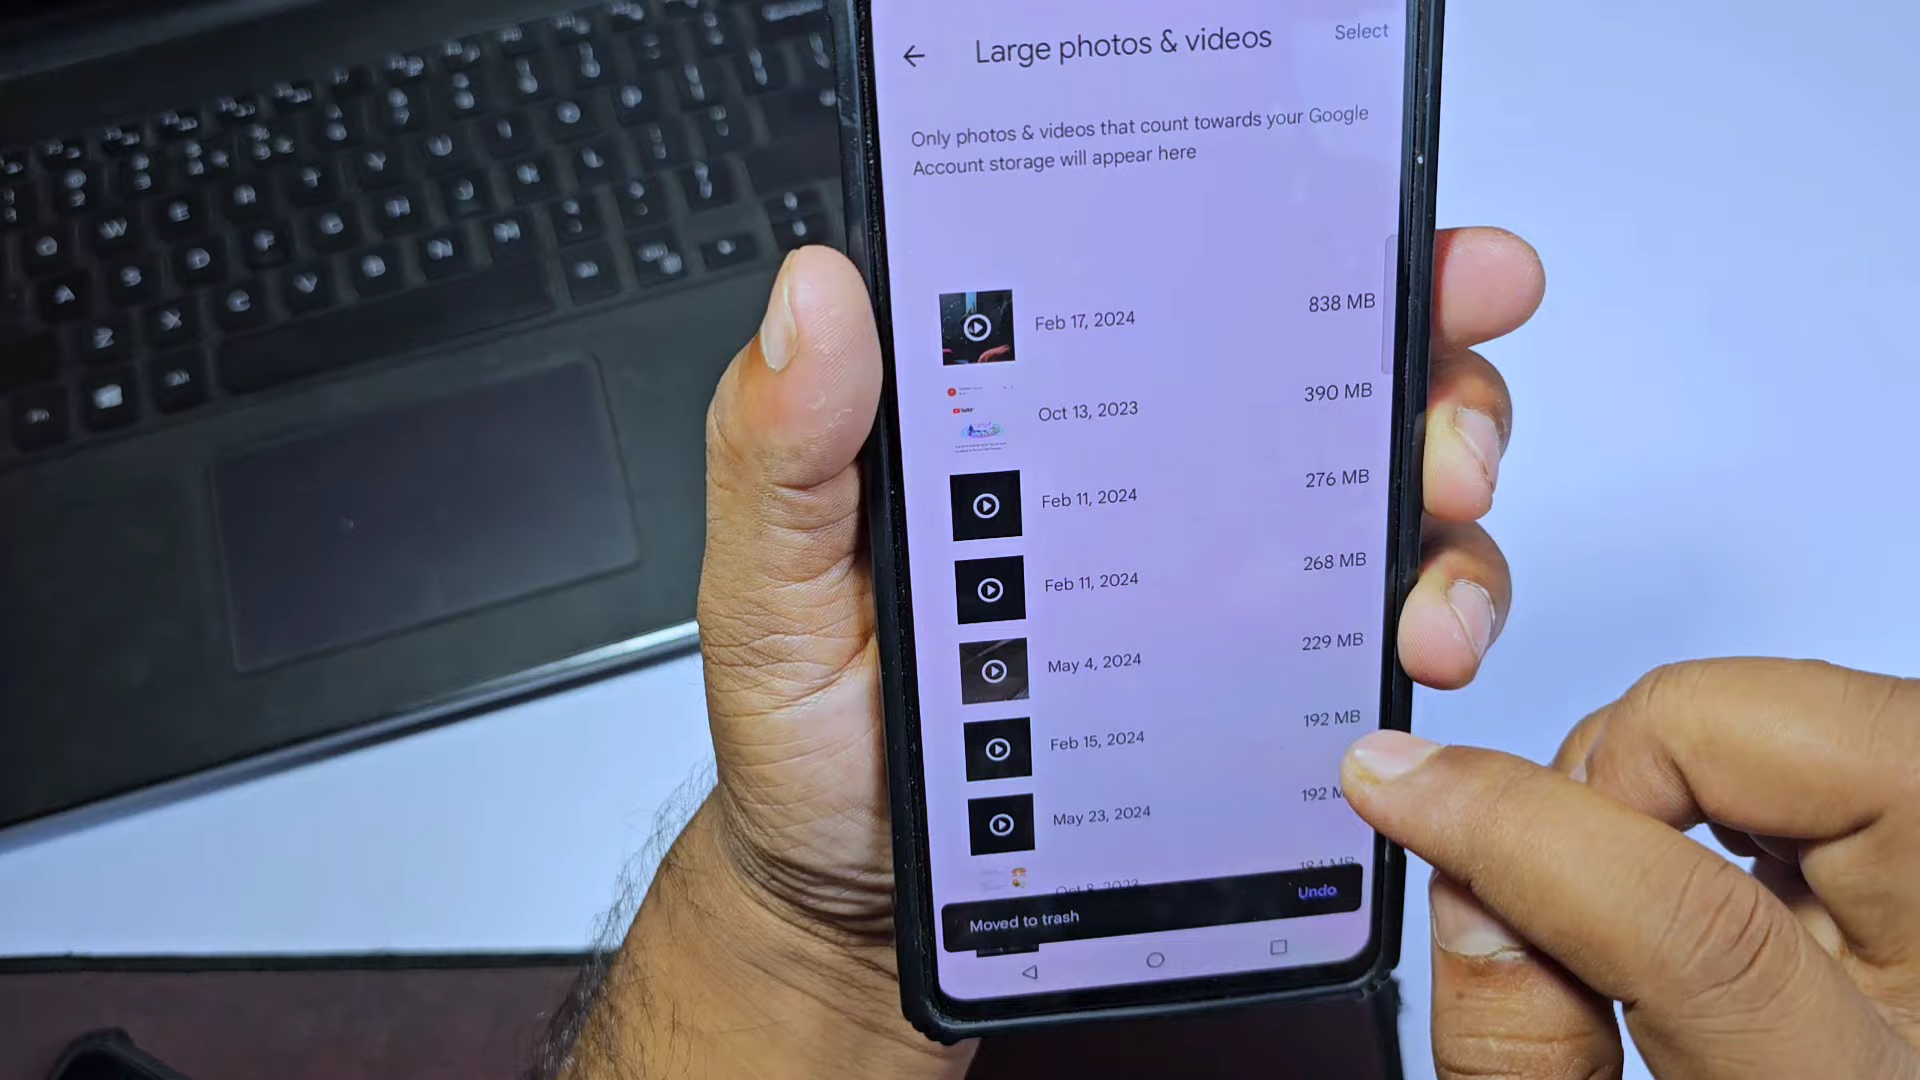 Large photos & videos
Select
Only photos & videos that count towards your Google
Account storage will appear here
Feb 17, 2024
838 MB
Oct 13, 2023
390 MB
Feb 11, 2024
276 MB
Feb 11, 2024
268 MB
May 4, 2024
229 MB
Feb 15, 2024
192 MB
May 23, 2024
192
Moved to trash
Undo